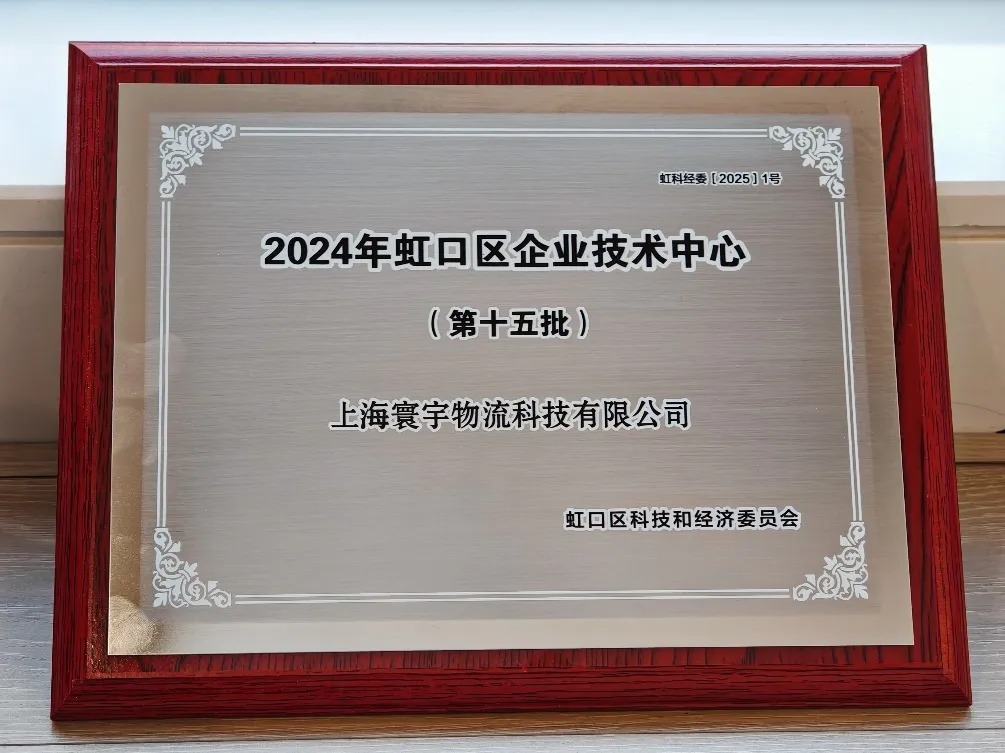 虹科经委［2025］1号
2024年虹口区企业技术中心
（第十五批）
上海寰宇物流科技有限公司
虹口区科技和经济委员会